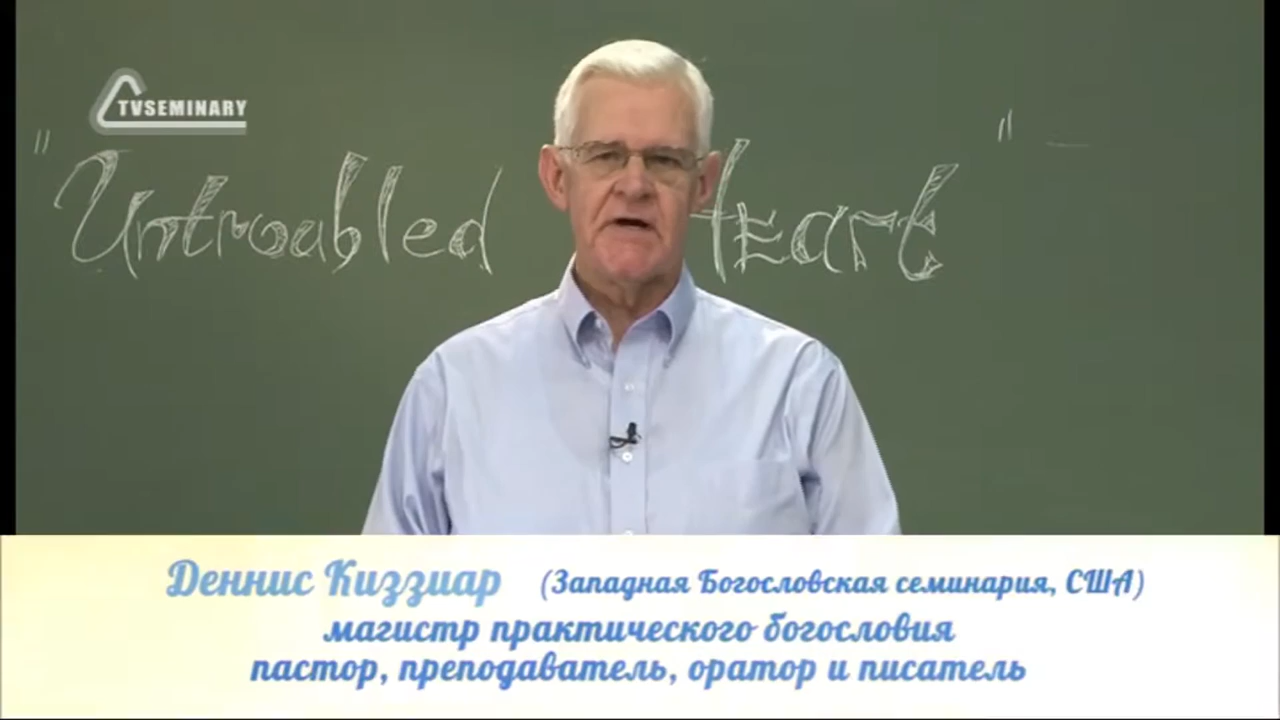 TVSEMINARY
"Untroubled Heart" -
Деннис Киззиар (Западная Богословская семинария, США)
магистр практического богословия
пастор, преподаватель, оратор и писатель